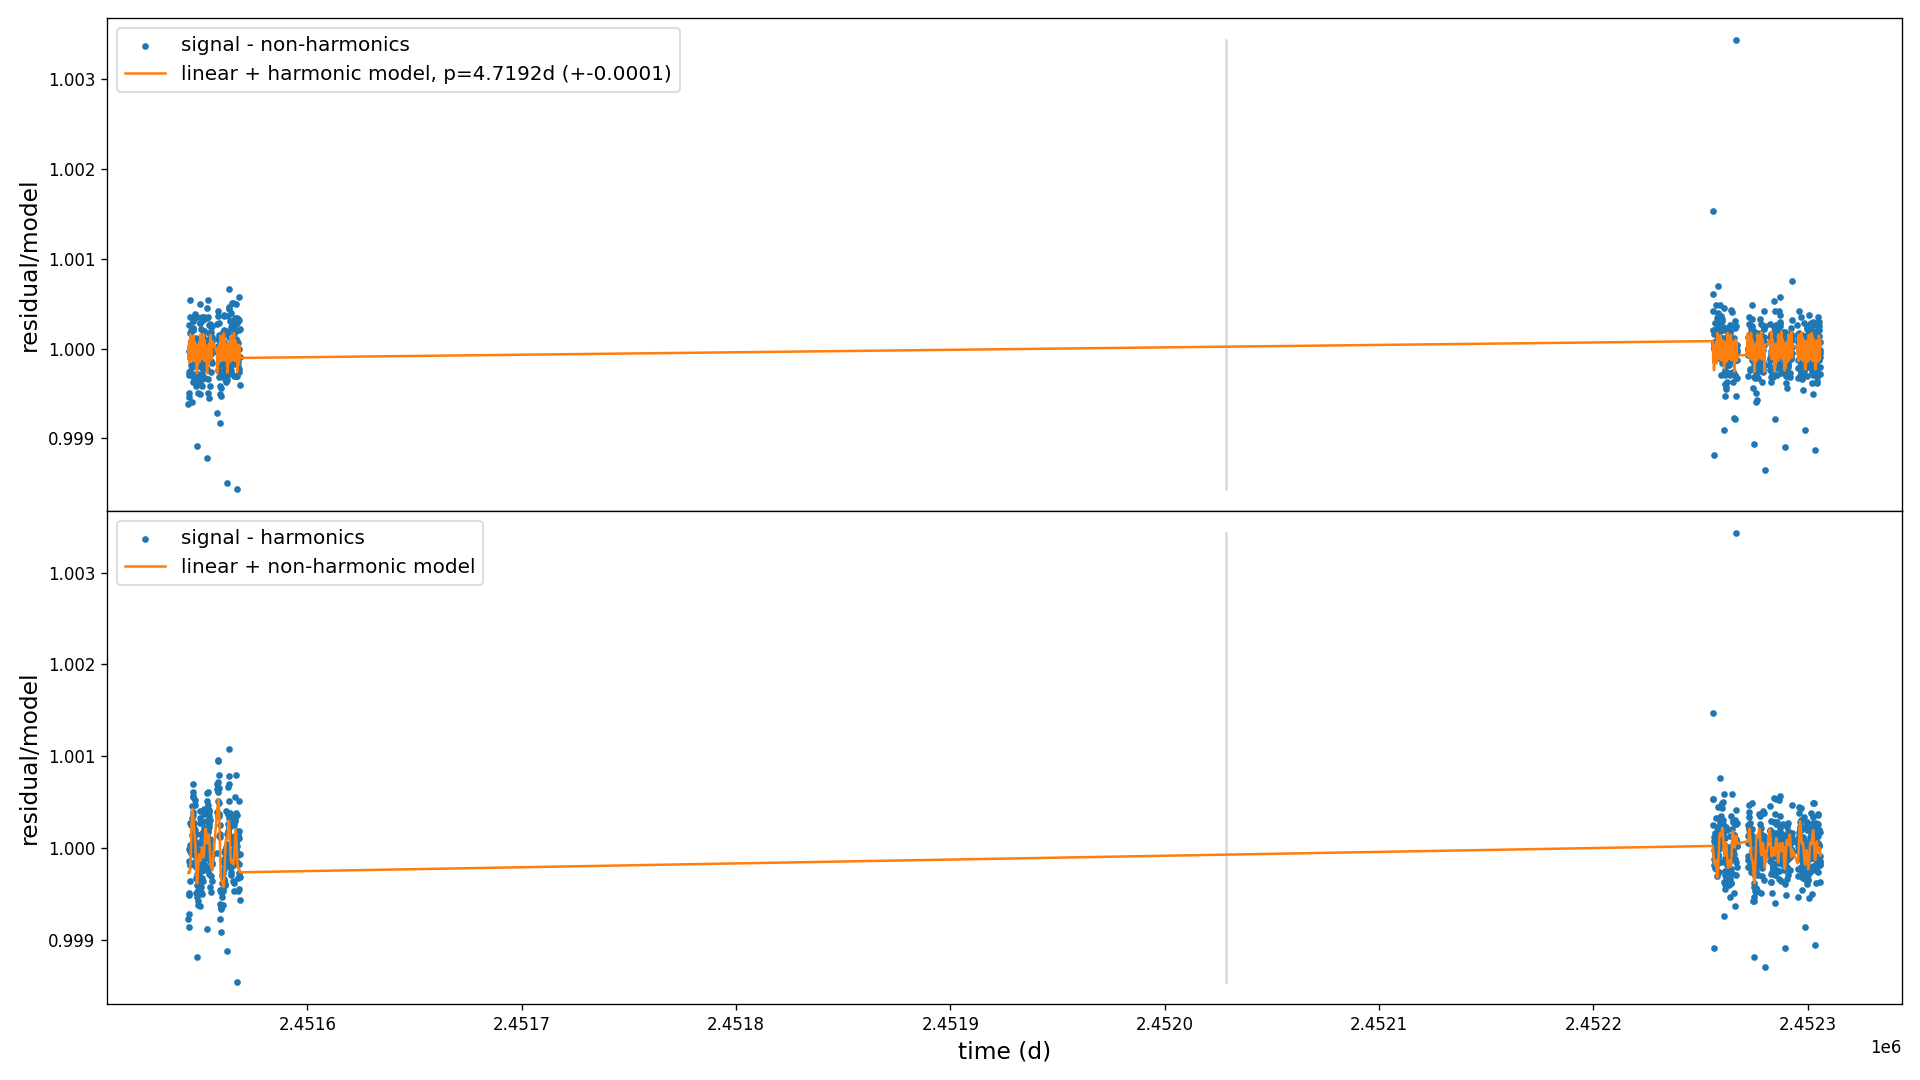 signal - non-harmonics
linear + harmonic model, p=4.7192d (+-0.0001)
1.003
1.002
1.001
1.000
0.999
residual/model
signal - harmonics
linear + non-harmonic model
1.003
1.002
1.001
1.000
0.999
residual/model
2.4516 2.4517 2.4518 2.4519 2.4520 2.4521 2.4522 2.4523
1e6
time (d)